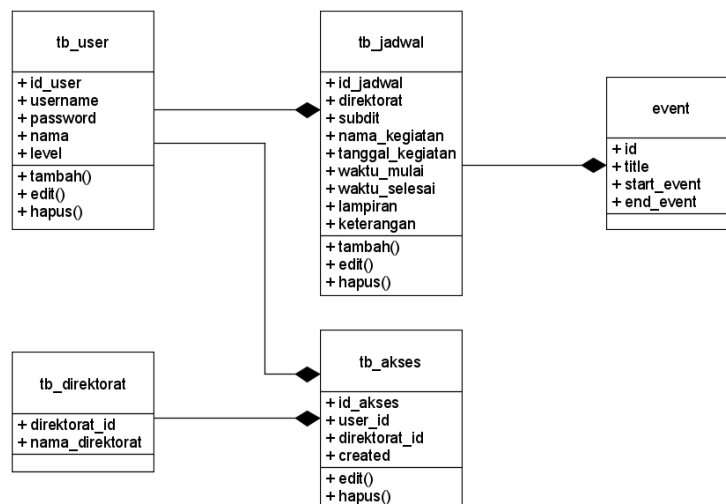 tb_user
+ id_user
+ username
+ password
+ nama
+ level
+ tambah()
+ edit()
+ hapus()
tb_jadwal
+ id_jadwal
+ direktorat
+ subdit
+ nama_kegiatan
+ tanggal_kegiatan
+ waktu_mulai
+ waktu_selesai
+ lampiran
+ keterangan
+ tambah()
+ edit()
+ hapus()
event
+ id
+ title
+ start_event
+ end_event
tb_direktorat
+ direktorat_id
+ nama_direktorat
tb_akses
+ id_akses
+ user_id
+ direktorat_id
+ created
+ edit()
+ hapus()